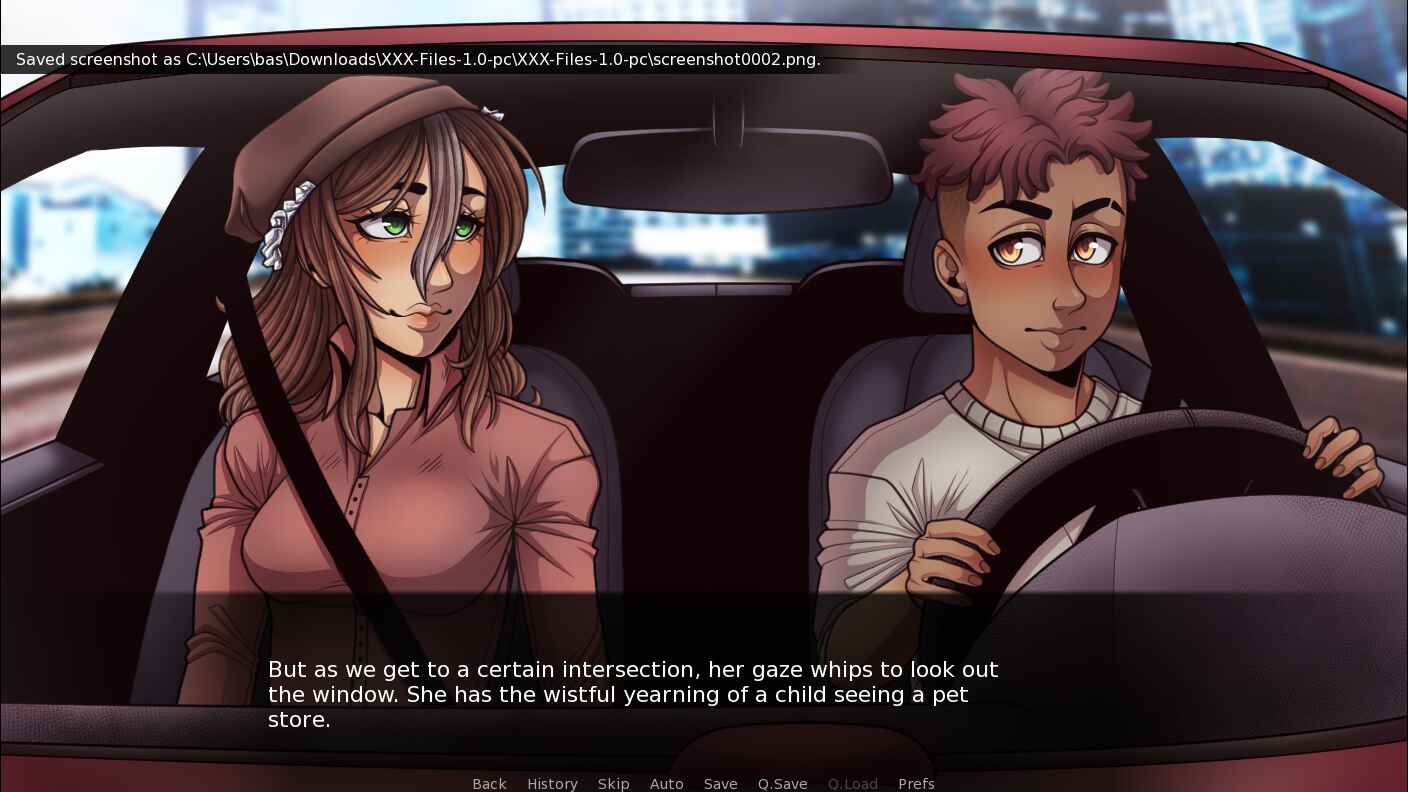 Saved screenshot as C:\Users\bas\Downloads\XXX-Files-1.0-pc\XXX-Files-1.0-pc\screenshot0002.png.
But as we get to a certain intersection, her gaze whips to look out
the window. She has the wistful yearning of a child seeing a pet
store.
Back History Skip Auto Save Q.Save Q.Load Prefs